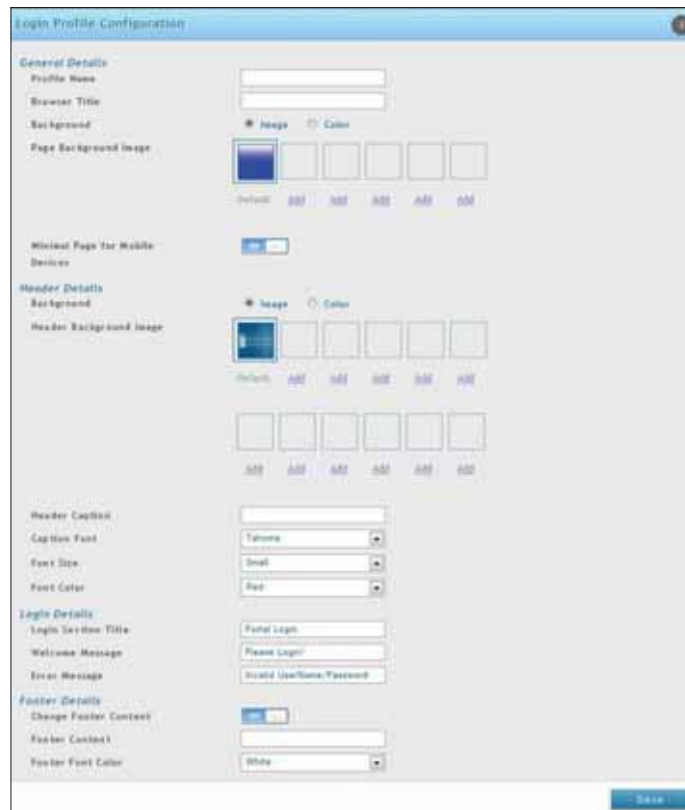 Login Profile Configuration
General Details
Profile Name
Browser Title
Background Image Color
Page Background Image
Default Add Add Add Add Add
Minimal Page for Mobile
Devices
ON
Header Details
Background Image Color
Header Background Image
Default Add Add Add Add Add
Add Add Add Add Add Add
Header Caption
Caption Font Tahoma
Font Size Small
Font Color Red
Login Details
Login Section Title Portal Login
Welcome Message Please Login!
Error Message Invalid UserName/Password
Footer Details
Change Footer Content ON
Footer Content
Footer Font Color White
Save